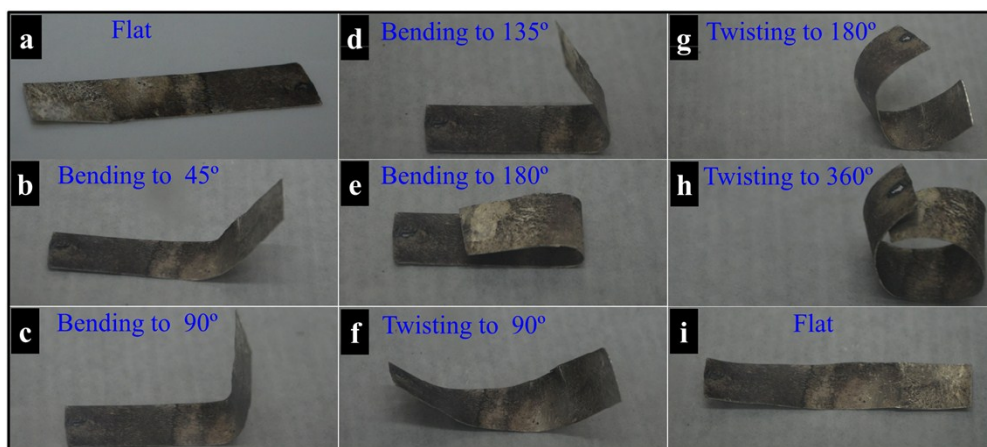 a Flat
b Bending to 45º
c Bending to 90º
d Bending to 135º
e Bending to 180º
f Twisting to 90º
g Twisting to 180º
h Twisting to 360º
i Flat